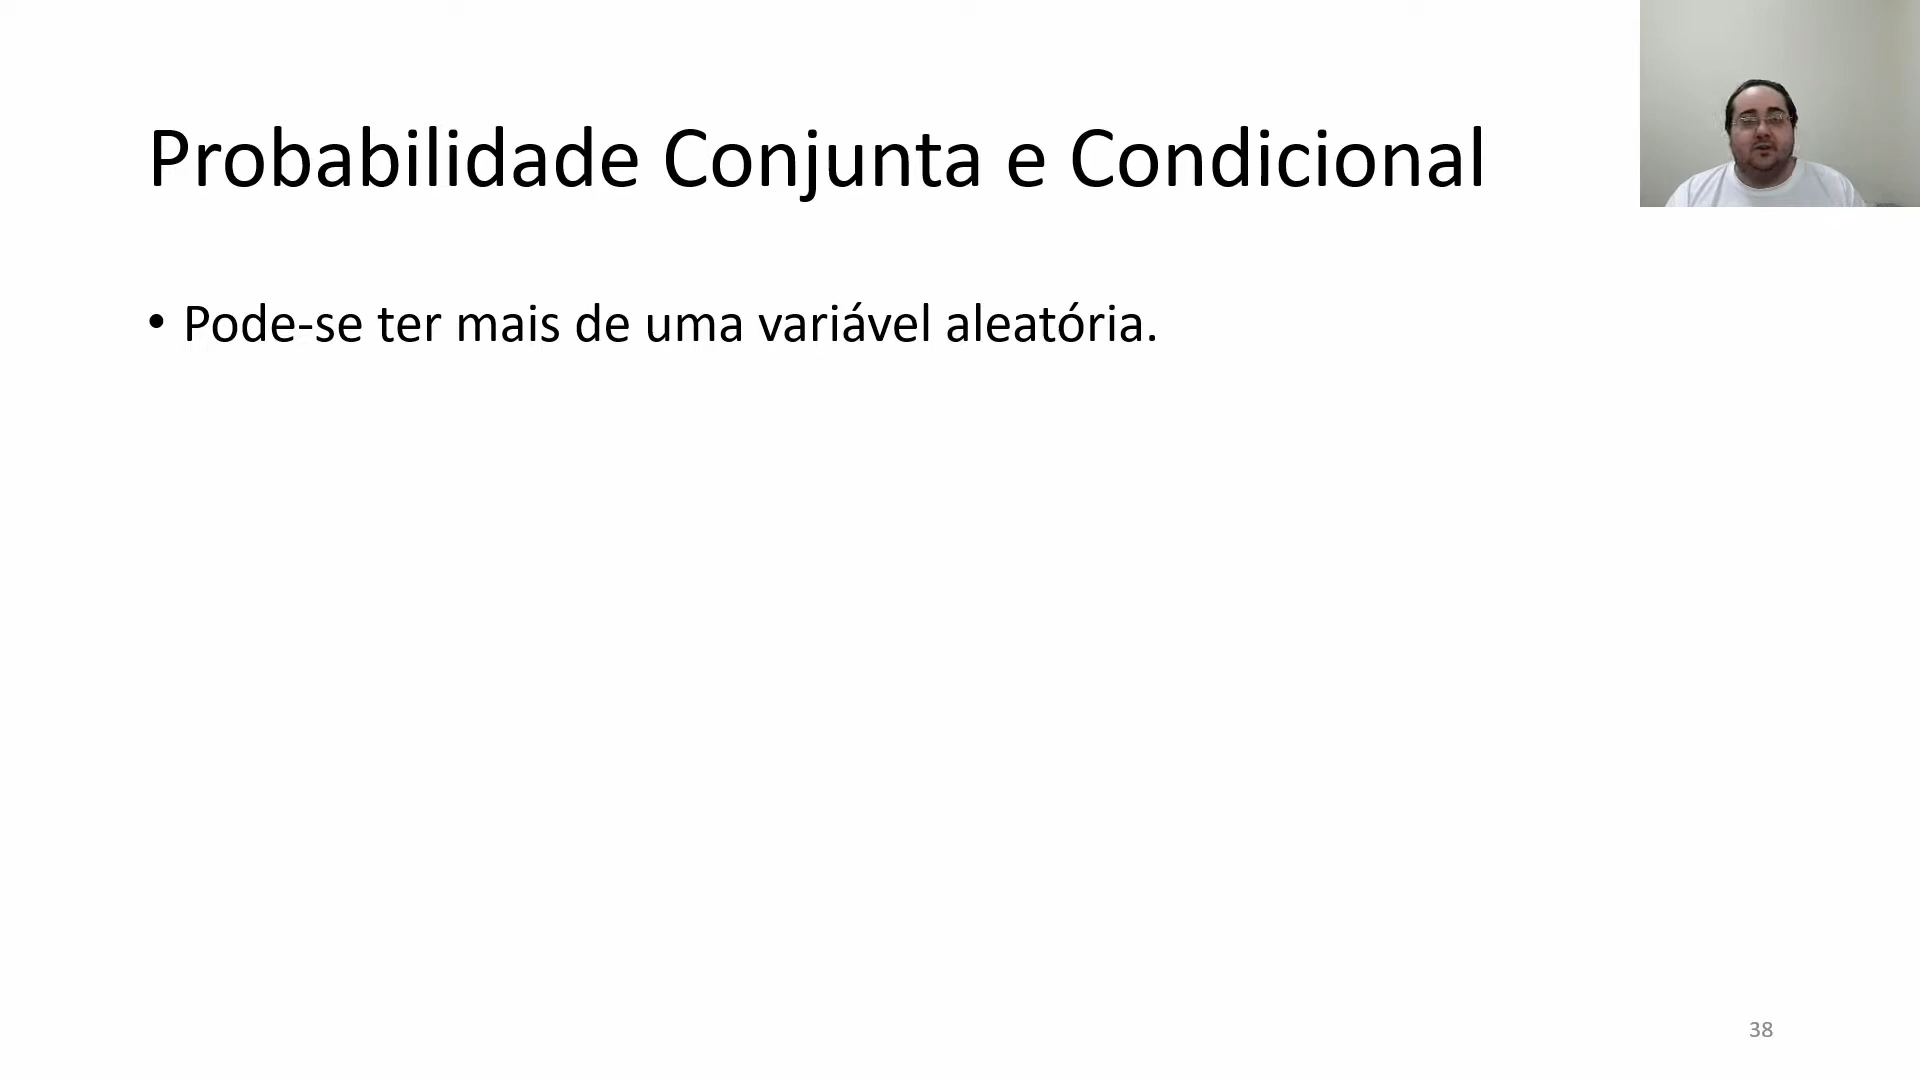 Probabilidade Conjunta e Condicional
• Pode-se ter mais de uma variável aleatória.
38